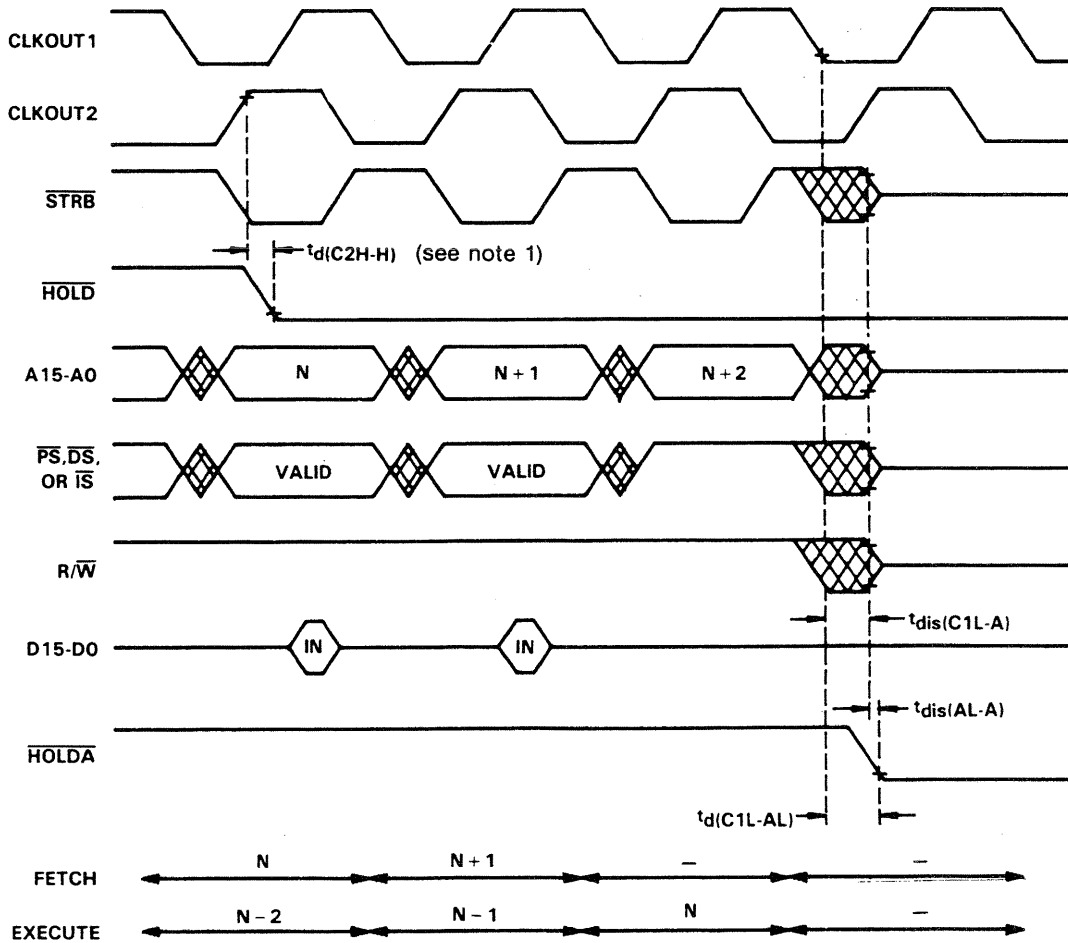 CLKOUT1
CLKOUT2
STRB
td(C2H-H) (see note 1)
HOLD
A15-A0 N N+1 N+2
PS,DS, OR IS VALID VALID
R/W
tdis(C1L-A)
D15-D0 IN IN
tdis(AL-A)
HOLDA
td(C1L-AL)
FETCH N N+1 – –
EXECUTE N-2 N-1 N –